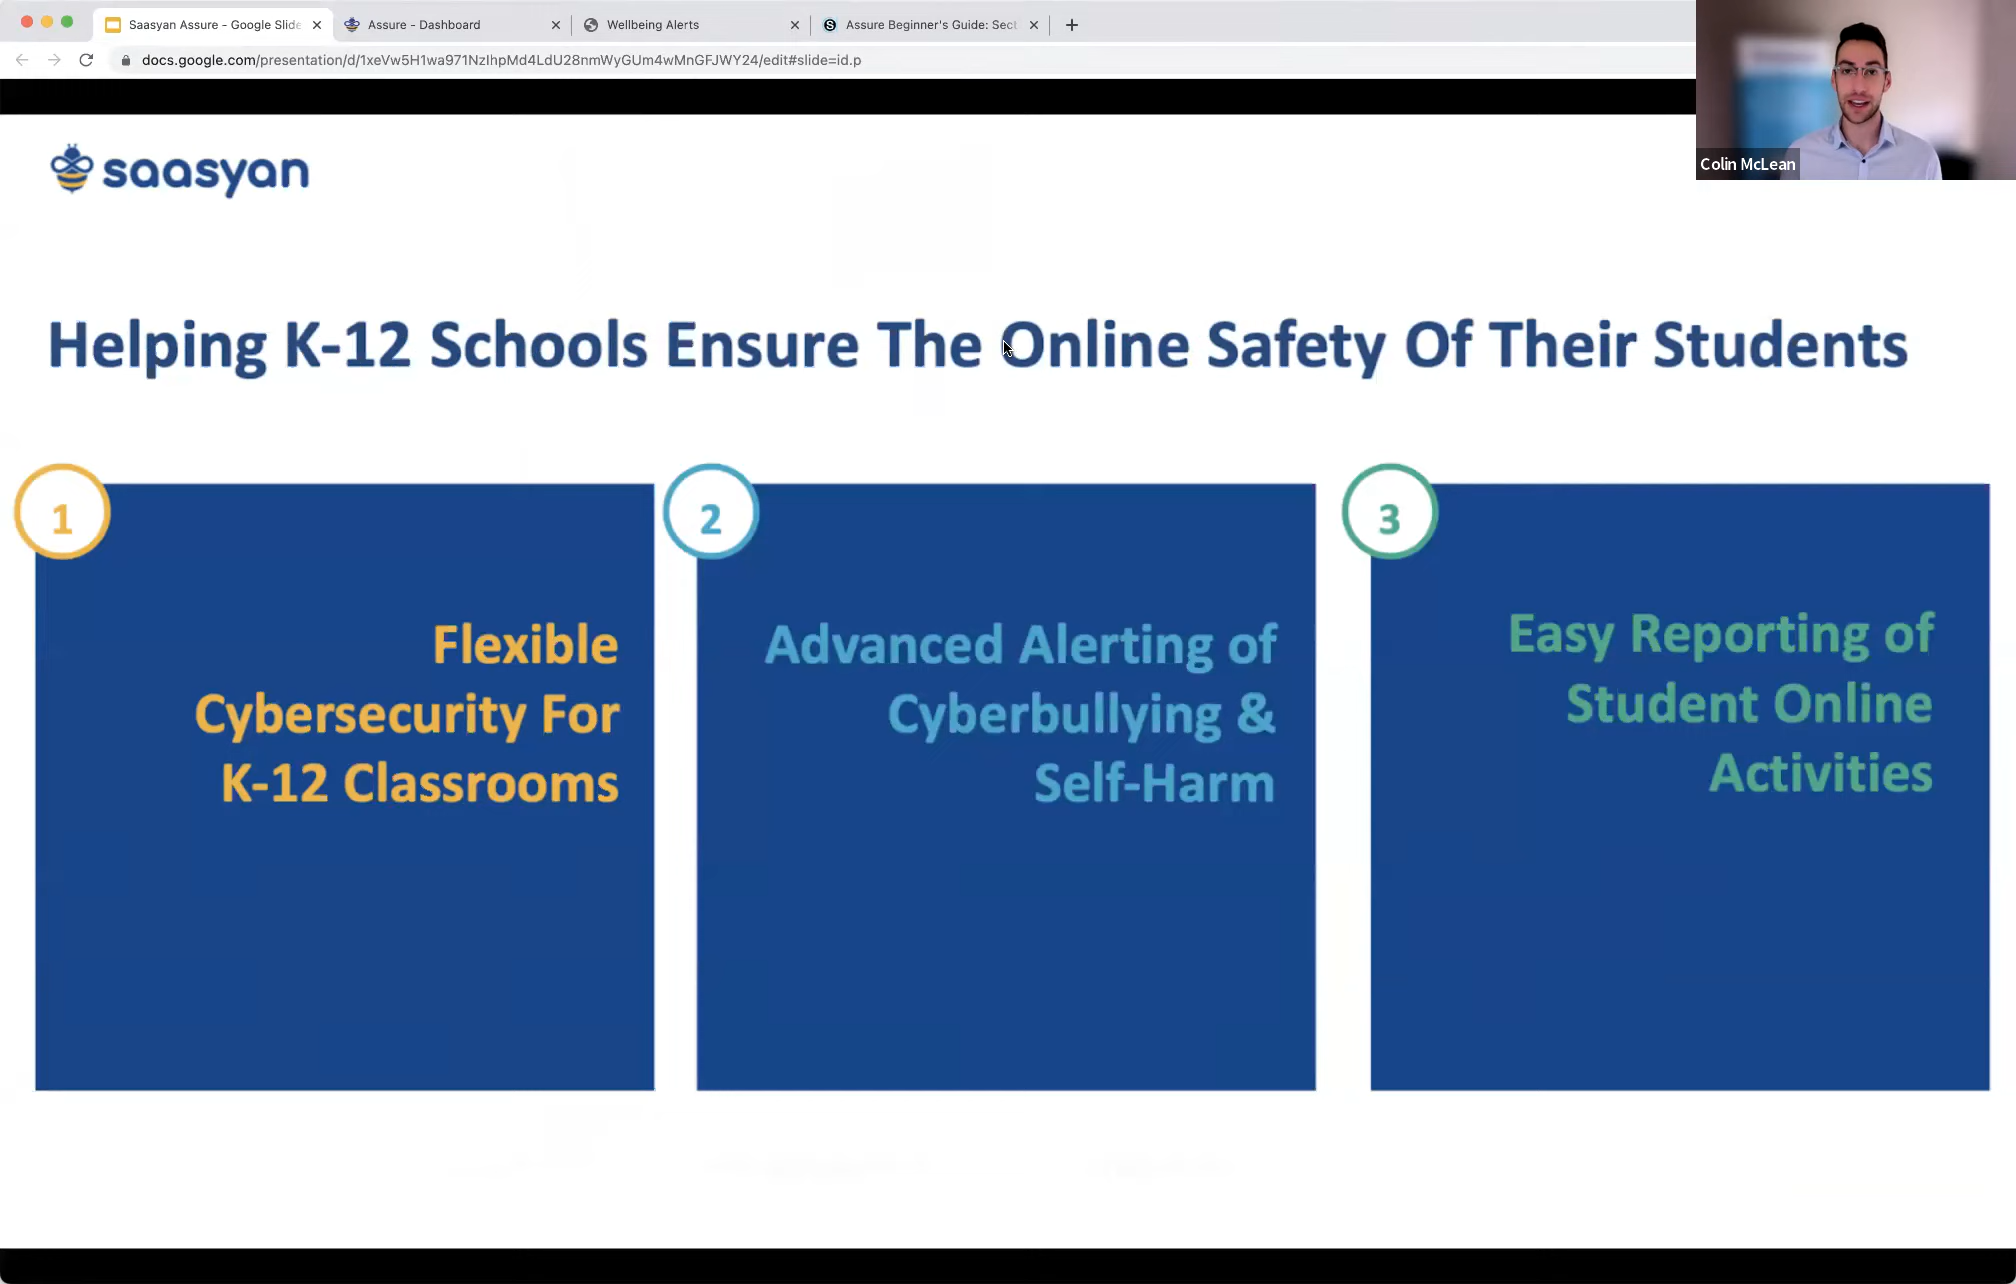 Saasyan Assure - Google Slide
Assure - Dashboard
Wellbeing Alerts
Assure Beginner's Guide: Sect
docs.google.com/presentation/d/1xeVw5H1wa971NzIhpMd4LdU28nmWyGUm4wMnGFJWY24/edit#slide=id.p
Colin McLean
saasyan
Helping K-12 Schools Ensure The Online Safety Of Their Students
1
Flexible
Cybersecurity For
K-12 Classrooms
2
Advanced Alerting of
Cyberbullying &
Self-Harm
3
Easy Reporting of
Student Online
Activities